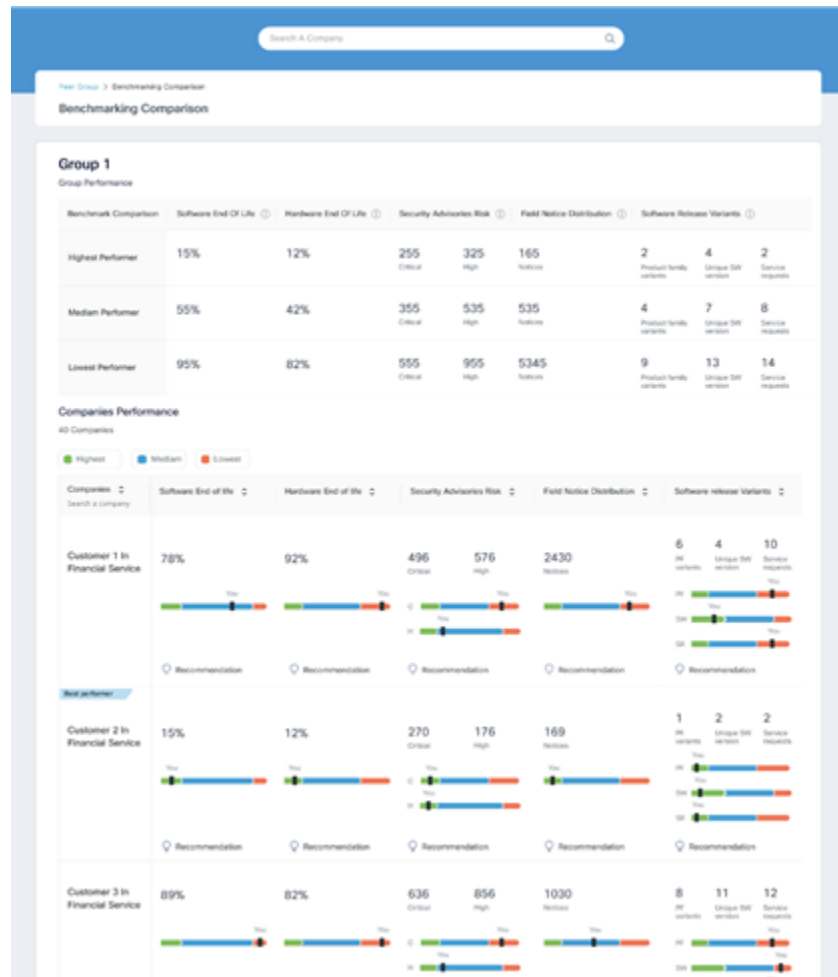 Search A Company
Peer Group > Benchmarking Comparison
Benchmarking Comparison
Group 1
Group Performance
Benchmark Comparison Software End Of Life Hardware End Of Life Security Advisories Risk Field Notice Distribution Software Release Variants
Highest Performer 15% 12% 255 325 165 2 4 2
Critical High Notices Product family variants Unique SW version Service requests
Mediam Performer 55% 42% 355 535 535 4 7 8
Critical High Notices Product family variants Unique SW version Service requests
Lowest Performer 95% 82% 555 955 5345 9 13 14
Critical High Notices Product family variants Unique SW version Service requests
Companies Performance
40 Companies
Highest Mediam Lowest
Companies Software End of life Hardware End of life Security Advisories Risk Field Notice Distribution Software release Variants
Search a company
Customer 1 In Financial Service 78% 92% 496 576 2430 6 4 10
Critical High Notices PF variants Unique SW version Service requests
You You You You You
C PF
You You
H SW
You
SR
Recommendation Recommendation Recommendation Recommendation Recommendation
Best performer
Customer 2 In Financial Service 15% 12% 270 176 169 1 2 2
Critical High Notices PF variants Unique SW version Service requests
You You You You You
C PF
You You
H SW
You
SR
Recommendation Recommendation Recommendation Recommendation Recommendation
Customer 3 In Financial Service 89% 82% 636 856 1030 8 11 12
Critical High Notices PF variants Unique SW version Service requests
You You You You You
C PF
You You
H SW